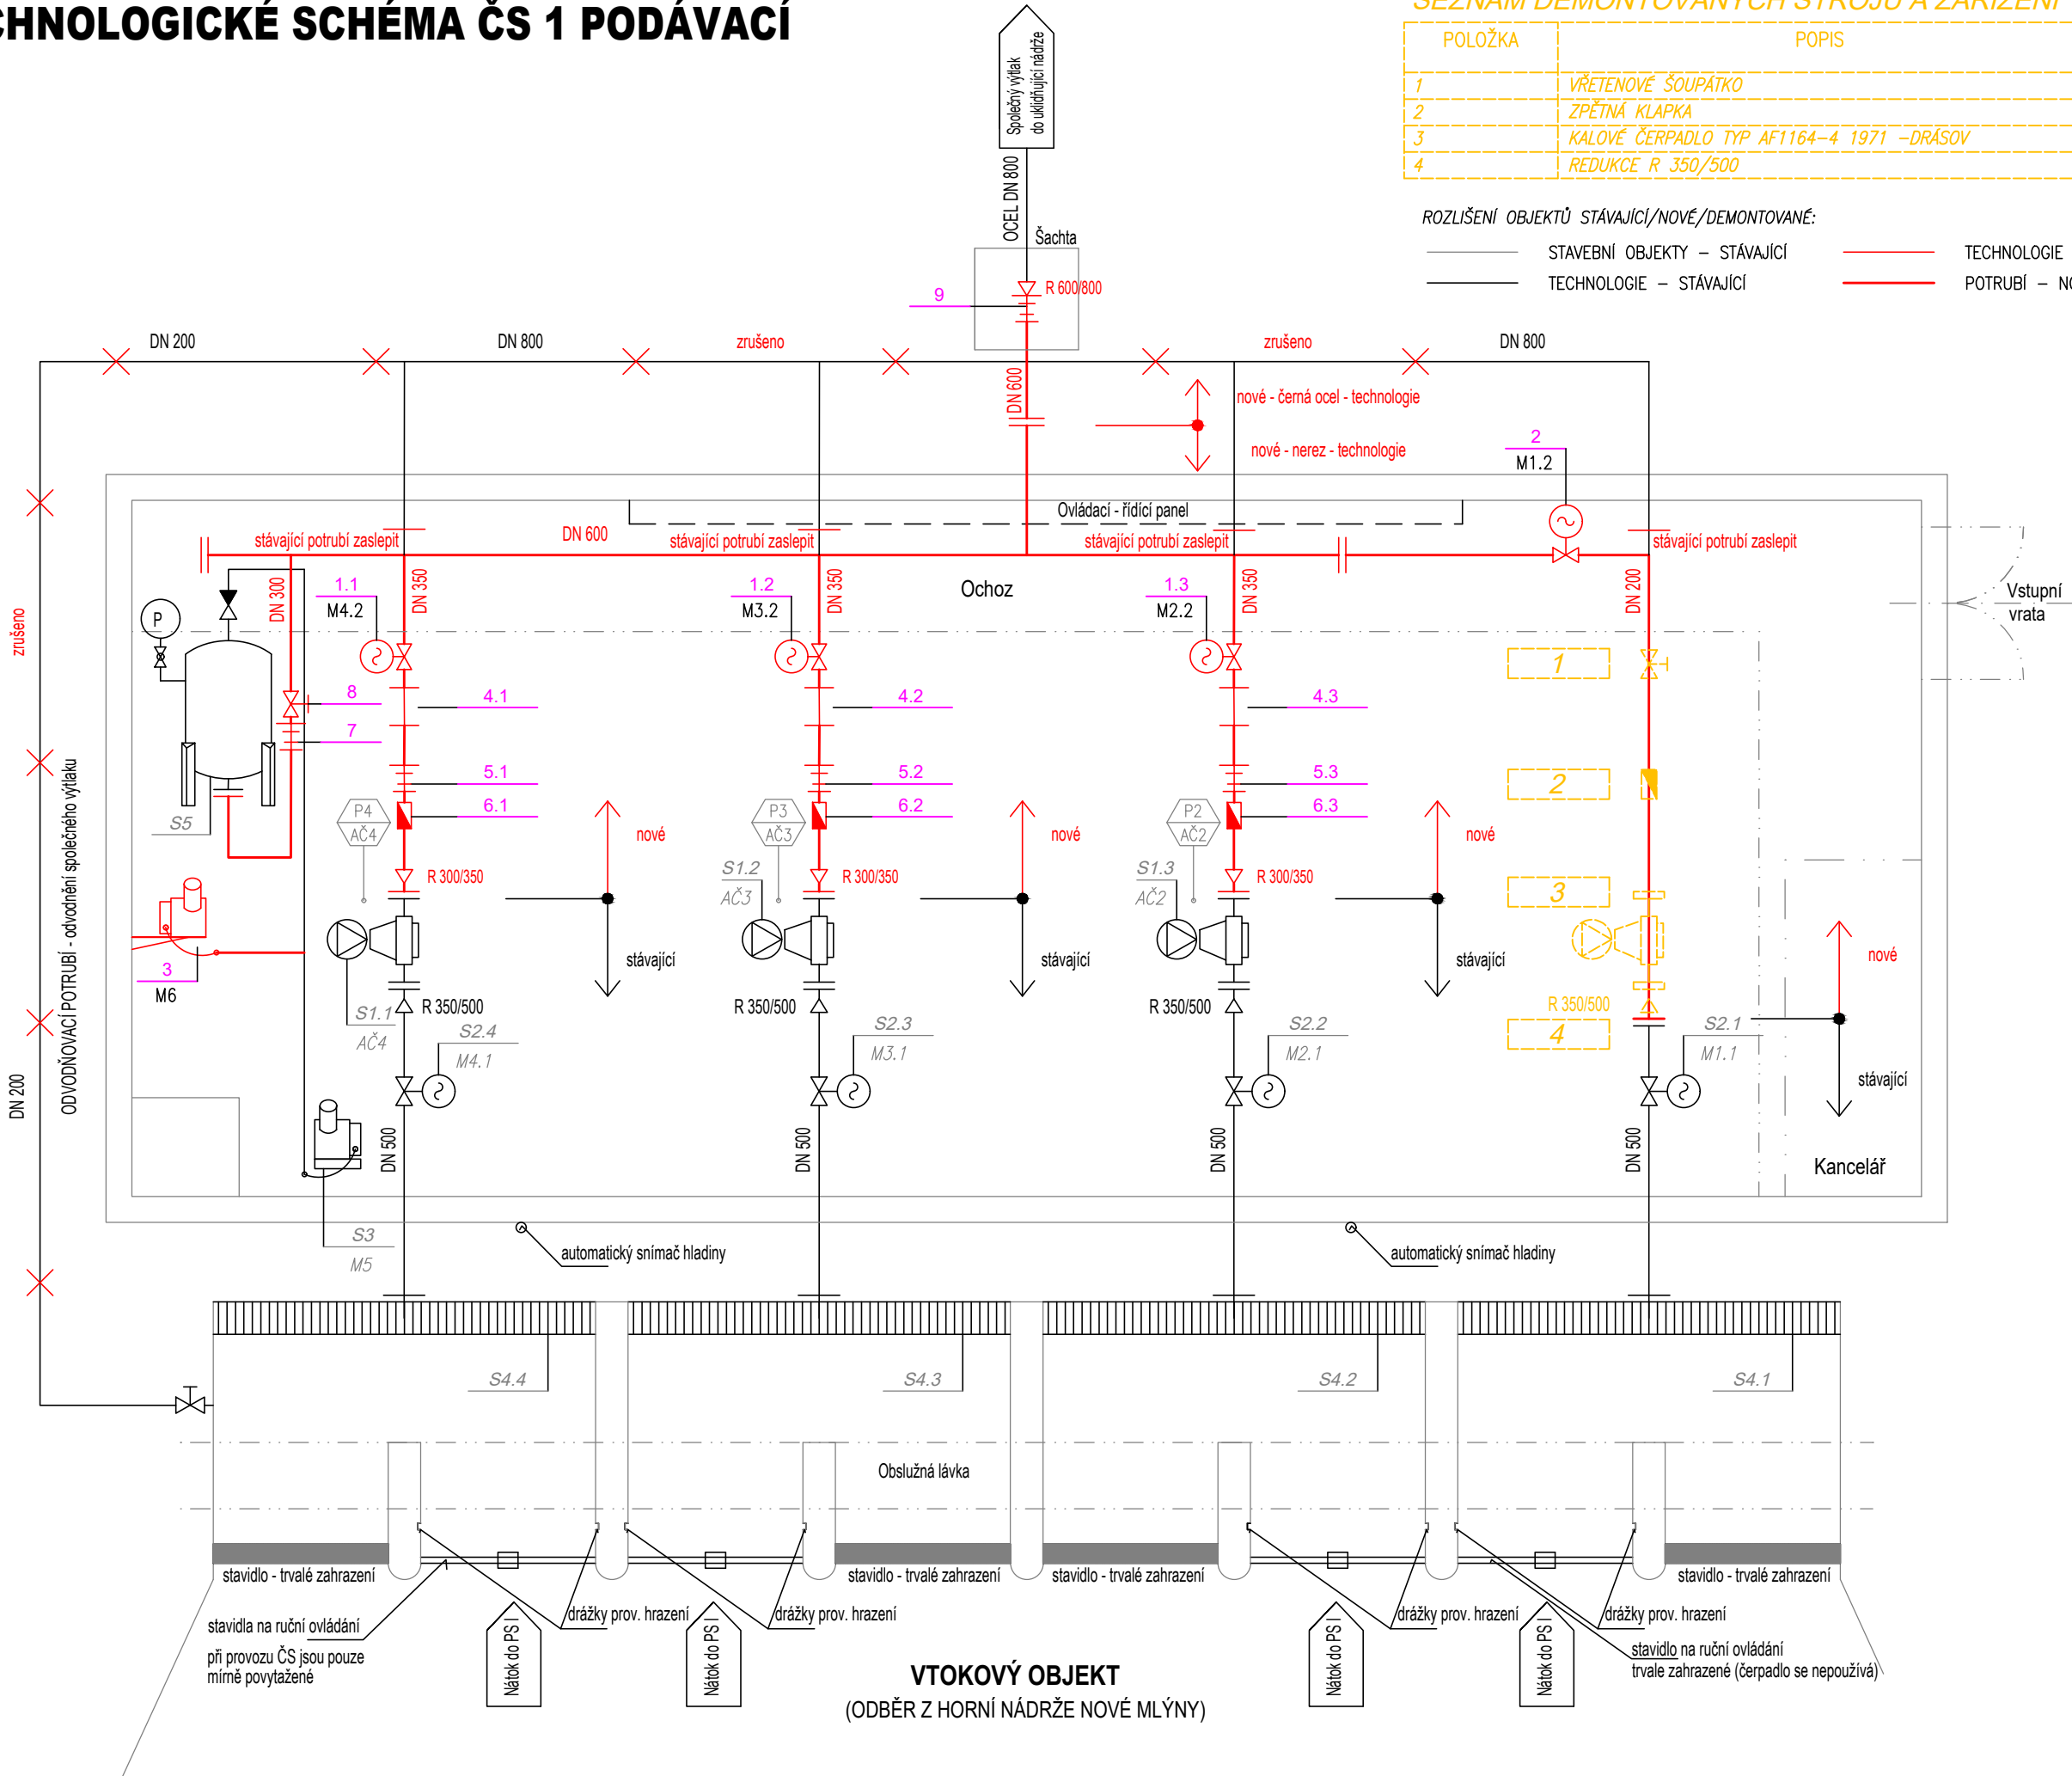 CHNOLOGICKÉ SCHÉMA ČS 1 PODÁVACÍ
SEZNAM DEMONTOVANÝCH STROJŮ A ZAŘÍZENÍ
POLOŽKA POPIS
1 VŘETENOVÉ ŠOUPÁTKO
2 ZPĚTNÁ KLAPKA
3 KALOVÉ ČERPADLO TYP AF1164-4 1971 -DRÁSOV
4 REDUKCE R 350/500
ROZLIŠENÍ OBJEKTŮ STÁVAJÍCÍ/NOVÉ/DEMONTOVANÉ:
STAVEBNÍ OBJEKTY – STÁVAJÍCÍ
TECHNOLOGIE
TECHNOLOGIE – STÁVAJÍCÍ
POTRUBÍ – NO
Společný výtlak
do uklidňující nádrže
OCEL DN 800
Šachta
9
R 600/800
DN 200
DN 800
zrušeno
zrušeno
DN 800
DN 600
nové - černá ocel - technologie
nové - nerez - technologie
2
M1.2
Ovládací - řídící panel
stávající potrubí zaslepit
DN 600
stávající potrubí zaslepit
stávající potrubí zaslepit
stávající potrubí zaslepit
zrušeno
P
DN 300
1.1
M4.2
DN 350
1.2
M3.2
DN 350
Ochoz
1.3
M2.2
DN 350
DN 200
Vstupní
vrata
8
7
4.1
4.2
4.3
1
5.1
5.2
5.3
2
6.1
6.2
6.3
S5
P4
AČ4
P3
AČ3
P2
AČ2
nové
nové
nové
R 300/350
R 300/350
R 300/350
S1.2
AČ3
S1.3
AČ2
3
ODVODŇOVACÍ POTRUBÍ - odvodnění společného výtlaku
DN 200
3
M6
stávající
stávající
stávající
nové
R 350/500
R 350/500
R 350/500
R 350/500
S1.1
AČ4
S2.4
M4.1
S2.3
M3.1
S2.2
M2.1
4
S2.1
M1.1
stávající
DN 500
DN 500
DN 500
DN 500
Kancelář
S3
M5
automatický snímač hladiny
automatický snímač hladiny
S4.4
S4.3
S4.2
S4.1
Obslužná lávka
stavidlo - trvalé zahrazení
stavidlo - trvalé zahrazení
stavidlo - trvalé zahrazení
stavidlo - trvalé zahrazení
drážky prov. hrazení
drážky prov. hrazení
drážky prov. hrazení
drážky prov. hrazení
stavidla na ruční ovládání
při provozu ČS jsou pouze
mírně povytažené
Nátok do PS I
Nátok do PS I
Nátok do PS I
Nátok do PS I
stavidlo na ruční ovládání
trvale zahrazené (čerpadlo se nepoužívá)
VTOKOVÝ OBJEKT
(ODBĚR Z HORNÍ NÁDRŽE NOVÉ MLÝNY)